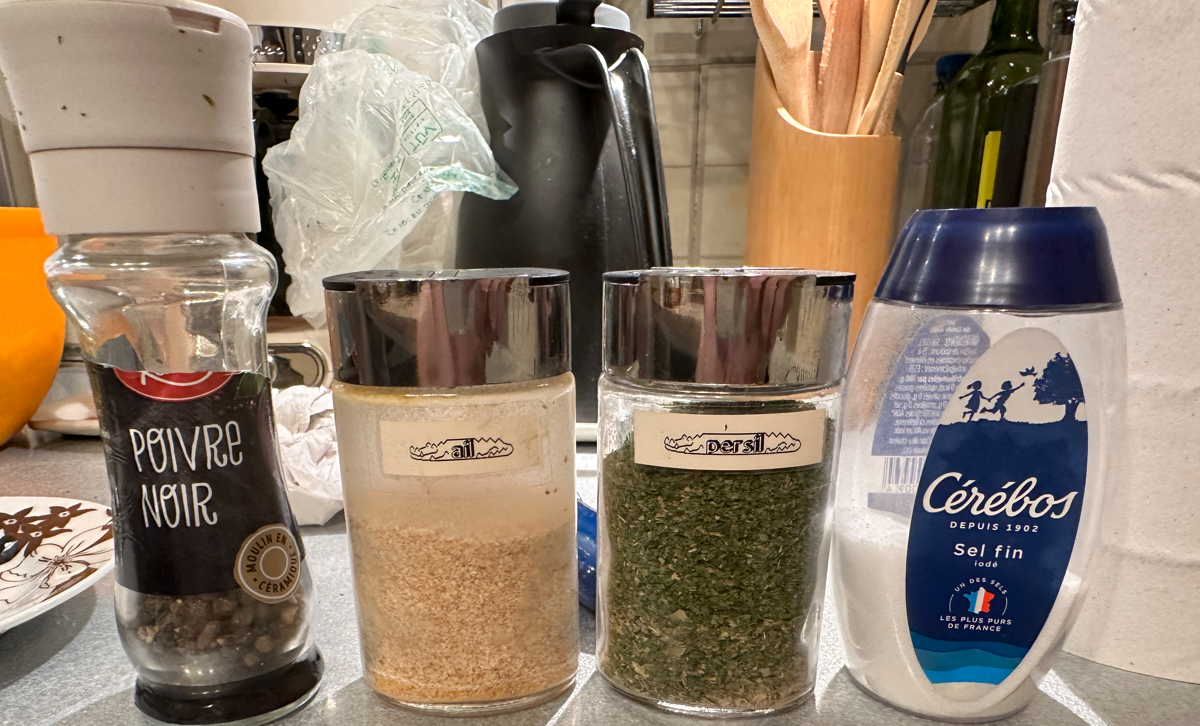 POIVRE
NOIR
MOULIN EN
CÉRAMIQUE
ail
persil
Cérébos
DEPUIS 1902
Sel fin
iodé
UN DES SELS
LES PLUS PURS
DE FRANCE